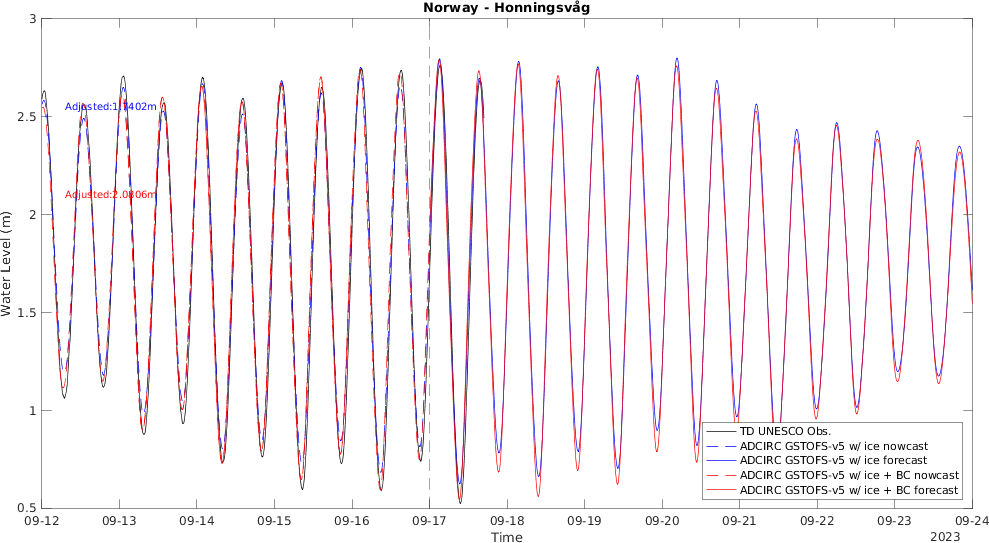 Norway - Honningsvåg
3
2.5
2
1.5
1
0.5
Water Level (m)
Adjusted:2.0806m
09-12
09-13
09-14
09-15
09-16
09-17
09-18
09-19
09-20
09-21
09-22
09-23
09-24
Time
2023
TD UNESCO Obs.
ADCIRC GSTOFS-v5 w/ ice nowcast
ADCIRC GSTOFS-v5 w/ ice forecast
ADCIRC GSTOFS-v5 w/ ice + BC nowcast
ADCIRC GSTOFS-v5 w/ ice + BC forecast